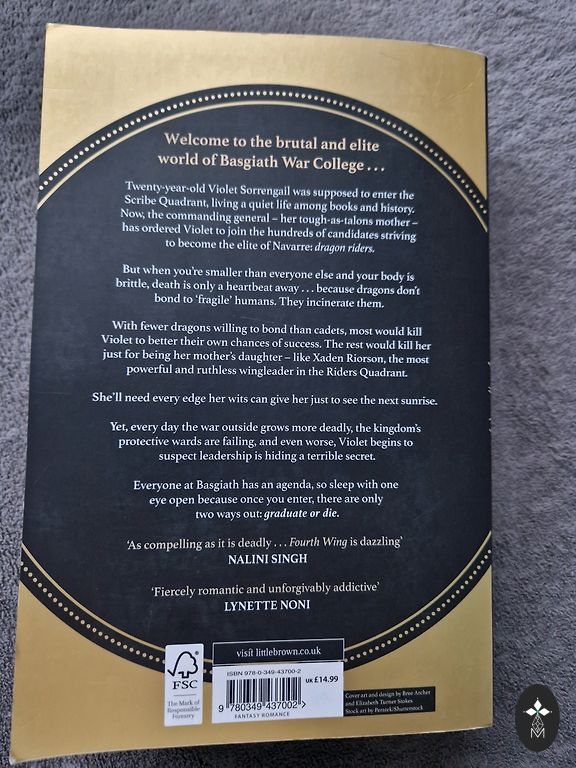 Welcome to the brutal and elite
world of Basgiath War College . . .
Twenty-year-old Violet Sorrengail was supposed to enter the
Scribe Quadrant, living a quiet life among books and history.
Now, the commanding general – her tough-as-talons mother –
has ordered Violet to join the hundreds of candidates striving
to become the elite of Navarre: dragon riders.
But when you're smaller than everyone else and your body is
brittle, death is only a heartbeat away . . . because dragons don't
bond to 'fragile' humans. They incinerate them.
With fewer dragons willing to bond than cadets, most would kill
Violet to better their own chances of success. The rest would kill her
just for being her mother's daughter – like Xaden Riorson, the most
powerful and ruthless wingleader in the Riders Quadrant.
She'll need every edge her wits can give her just to see the next sunrise.
Yet, every day the war outside grows more deadly, the kingdom's
protective wards are failing, and even worse, Violet begins to
suspect leadership is hiding a terrible secret.
Everyone at Basgiath has an agenda, so sleep with one
eye open because once you enter, there are only
two ways out: graduate or die.
'As compelling as it is deadly . . . Fourth Wing is dazzling'
NALINI SINGH
'Fiercely romantic and unforgivably addictive'
LYNETTE NONI
visit littlebrown.co.uk
FSC
The Mark of
Responsible
Forestry
ISBN 978-0-349-43700-2
UK £14.99
9 780349 437002 >
FANTASY ROMANCE
Cover art and design by Bree Archer
and Elizabeth Turner Stokes
Stock art by Peratek/Shutterstock
M